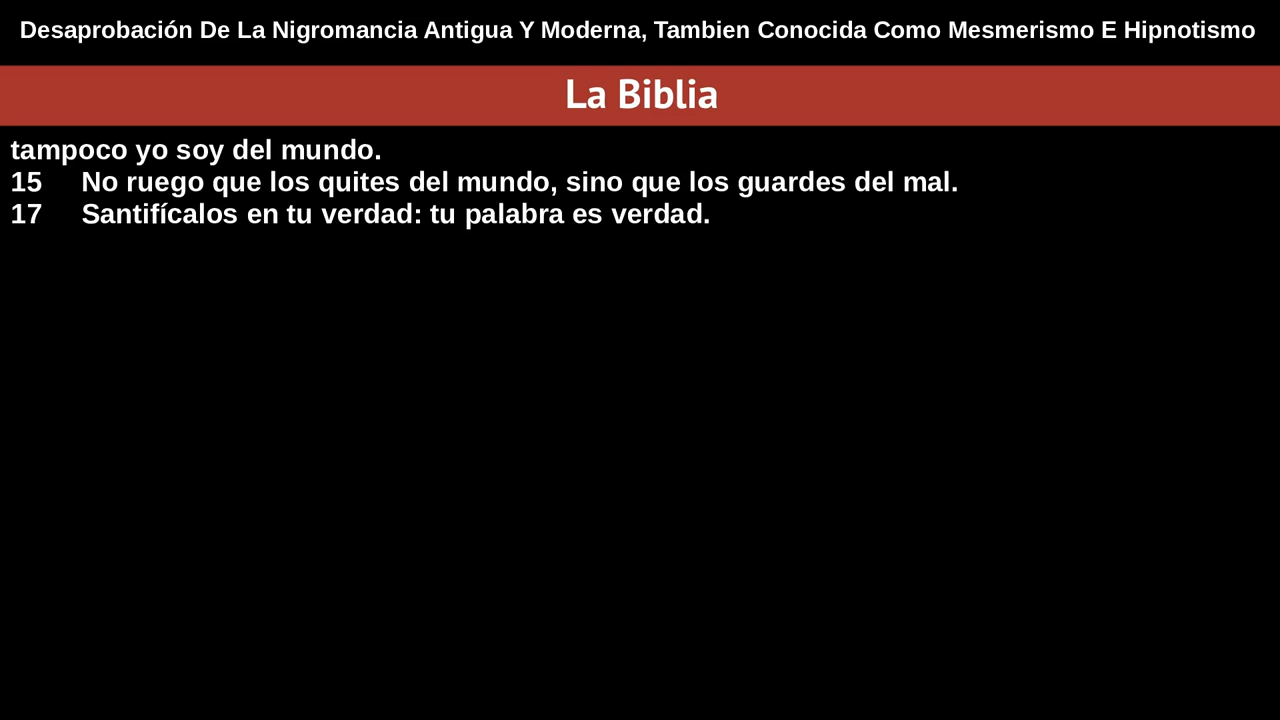 Desaprobación De La Nigromancia Antigua Y Moderna, Tambien Conocida Como Mesmerismo E Hipnotismo
La Biblia
tampoco yo soy del mundo.
15 No ruego que los quites del mundo, sino que los guardes del mal.
17 Santifícalos en tu verdad: tu palabra es verdad.